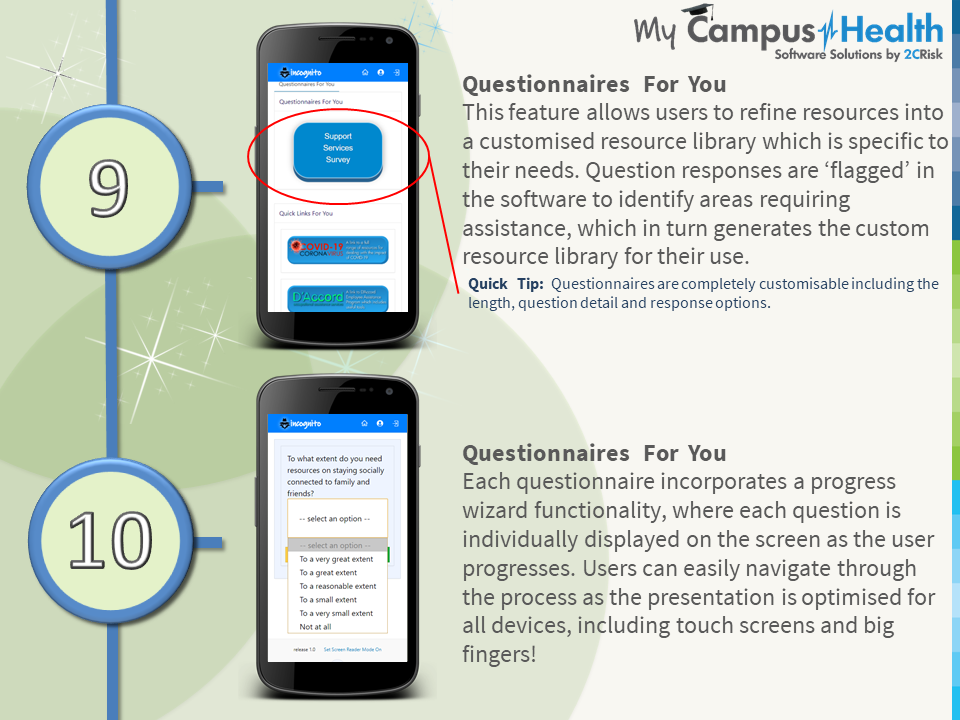 My Campus Health
Software Solutions by 2CRisk
9
incognito
Questionnaires For You
Questionnaires For You
Support
Services
Survey
Quick Links For You
COVID-19
CORONAVIRUS
D'Accord
Questionnaires For You
This feature allows users to refine resources into
a customised resource library which is specific to
their needs. Question responses are ‘flagged’ in
the software to identify areas requiring
assistance, which in turn generates the custom
resource library for their use.
Quick Tip: Questionnaires are completely customisable including the
length, question detail and response options.
10
incognito
To what extent do you need
resources on staying socially
connected to family and
friends?
-- select an option --
-- select an option --
To a very great extent
To a great extent
To a reasonable extent
To a small extent
To a very small extent
Not at all
release 1.0 Set Screen Reader Mode On
Questionnaires For You
Each questionnaire incorporates a progress
wizard functionality, where each question is
individually displayed on the screen as the user
progresses. Users can easily navigate through
the process as the presentation is optimised for
all devices, including touch screens and big
fingers!